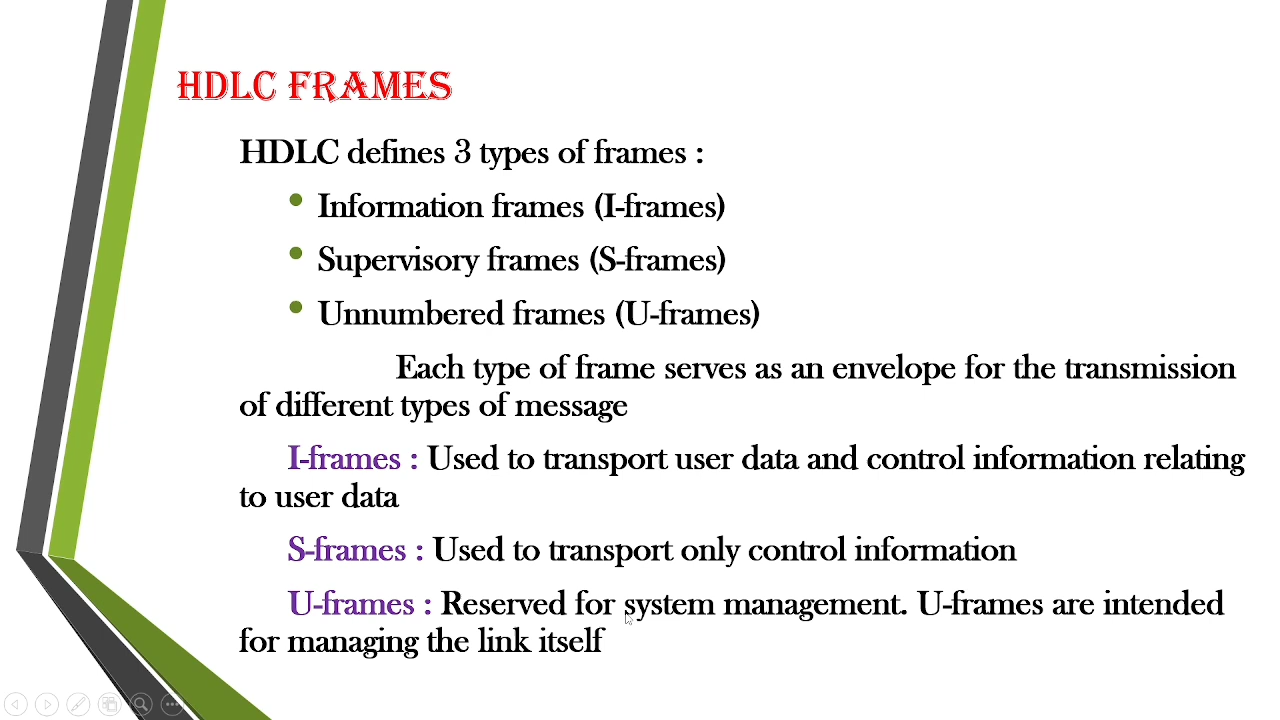 HDLC FRAMES
HDLC defines 3 types of frames :
• Information frames (I-frames)
• Supervisory frames (S-frames)
• Unnumbered frames (U-frames)
Each type of frame serves as an envelope for the transmission
of different types of message
I-frames : Used to transport user data and control information relating
to user data
S-frames : Used to transport only control information
U-frames : Reserved for system management. U-frames are intended
for managing the link itself